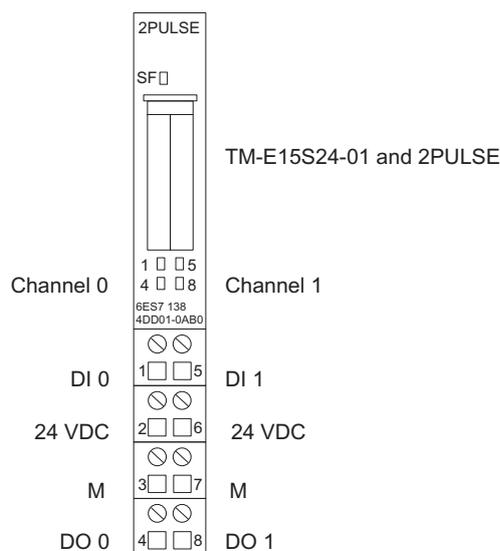 2PULSE
SF
TM-E15S24-01 and 2PULSE
1 5
Channel 0 4 8 Channel 1
6ES7 138
4DD01-0AB0
DI 0 1 5 DI 1
24 VDC 2 6 24 VDC
M 3 7 M
DO 0 4 8 DO 1